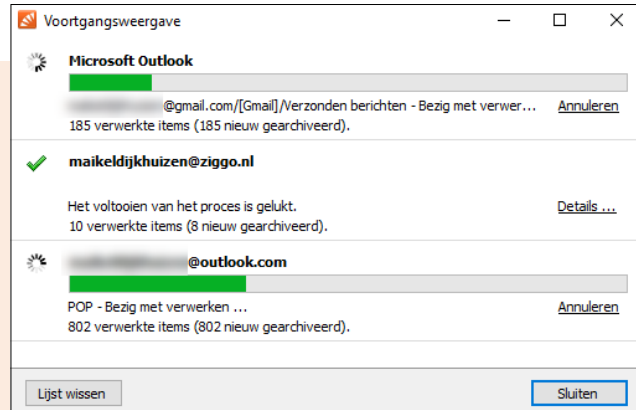 Voortgangsweergave
Microsoft Outlook
@gmail.com/[Gmail]/Verzonden berichten - Bezig met verwer... Annuleren
185 verwerkte items (185 nieuw gearchiveerd).
maikeldijkhuizen@ziggo.nl
Het voltooien van het proces is gelukt. Details ...
10 verwerkte items (8 nieuw gearchiveerd).
@outlook.com
POP - Bezig met verwerken ... Annuleren
802 verwerkte items (802 nieuw gearchiveerd).
Lijst wissen Sluiten